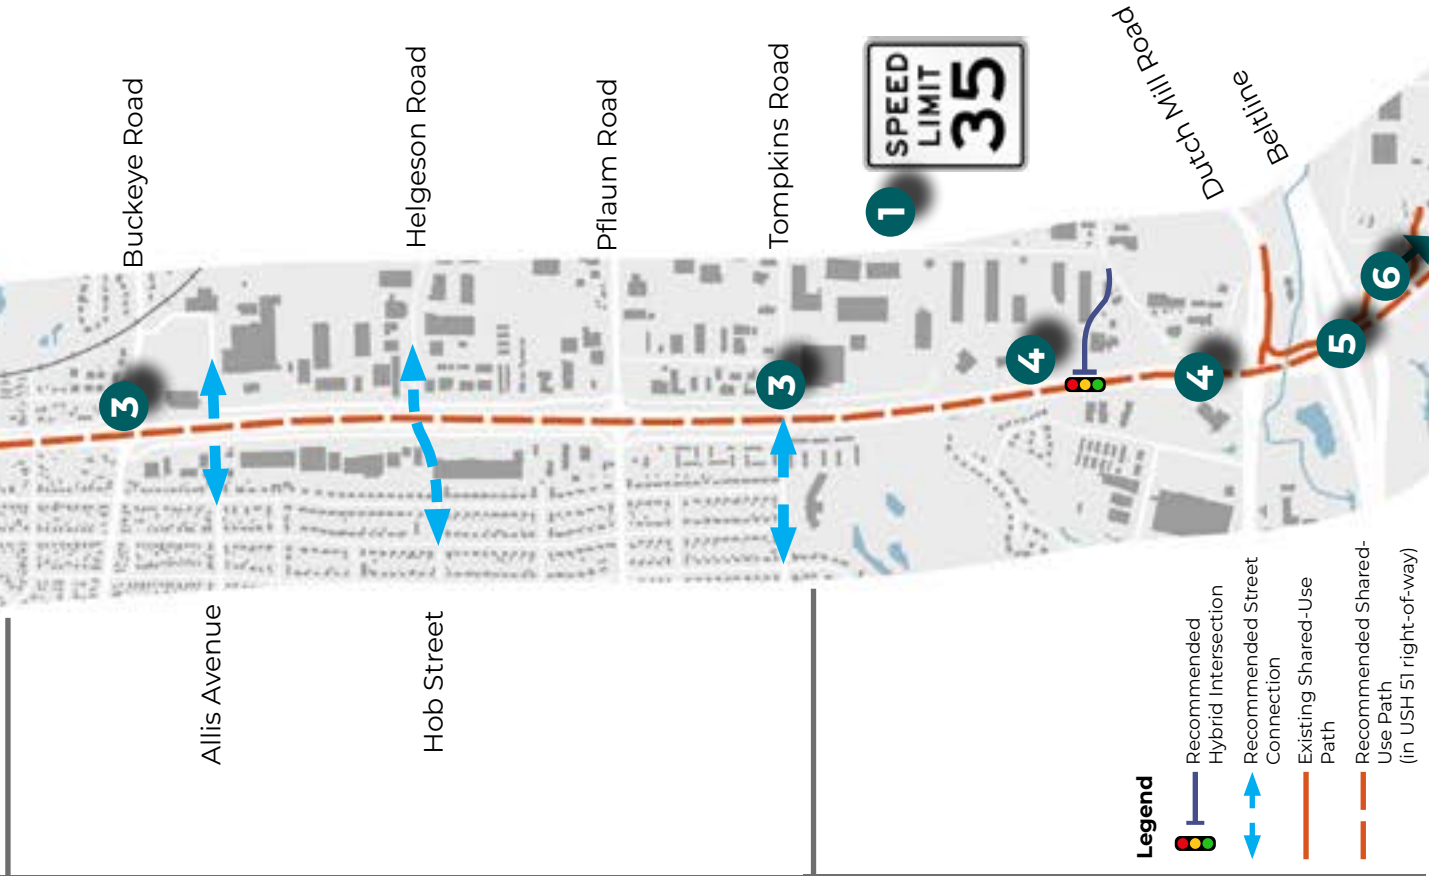 Buckeye Road
Helgeson Road
Pflaum Road
Tompkins Road
SPEED
LIMIT
35
Dutch Mill Road
Beltline
1
3
3
4
4
5
6
Allis Avenue
Hob Street
Legend
Recommended
Hybrid Intersection
Recommended Street
Connection
Existing Shared-Use
Path
Recommended Shared-
Use Path
(in USH 51 right-of-way)